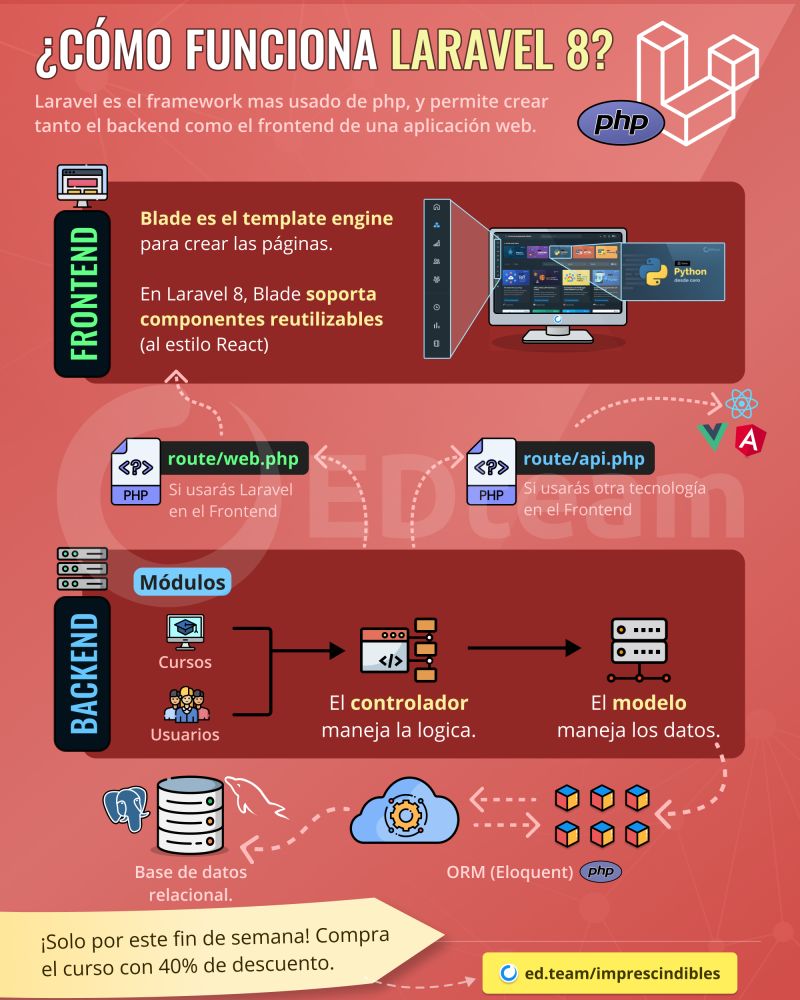 ¿CÓMO FUNCIONA LARAVEL 8?
Laravel es el framework mas usado de php, y permite crear
tanto el backend como el frontend de una aplicación web.
php
FRONTEND
Blade es el template engine
para crear las páginas.
En Laravel 8, Blade soporta
componentes reutilizables
(al estilo React)
Python
desde cero
<?>
PHP
route/web.php
Si usarás Laravel
en el Frontend
<?>
PHP
route/api.php
Si usarás otra tecnología
en el Frontend
EDteam
BACKEND
Módulos
Cursos
Usuarios
</>
El controlador
maneja la logica.
El modelo
maneja los datos.
Base de datos
relacional.
ORM (Eloquent)
php
¡Solo por este fin de semana! Compra
el curso con 40% de descuento.
ed.team/imprescindibles